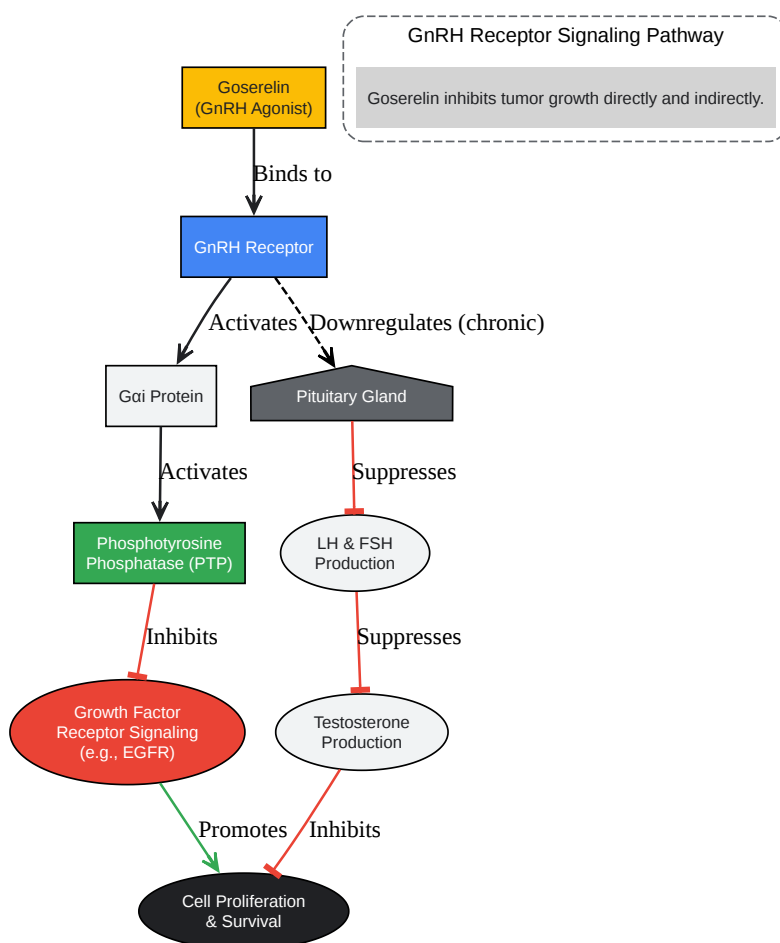 GnRH Receptor Signaling Pathway
Goserelin inhibits tumor growth directly and indirectly.
Goserelin
(GnRH Agonist)
Binds to
GnRH Receptor
Activates
Downregulates (chronic)
Gαi Protein
Pituitary Gland
Activates
Suppresses
Phosphotyrosine
Phosphatase (PTP)
LH & FSH
Production
Inhibits
Suppresses
Growth Factor
Receptor Signaling
(e.g., EGFR)
Testosterone
Production
Promotes
Inhibits
Cell Proliferation
& Survival